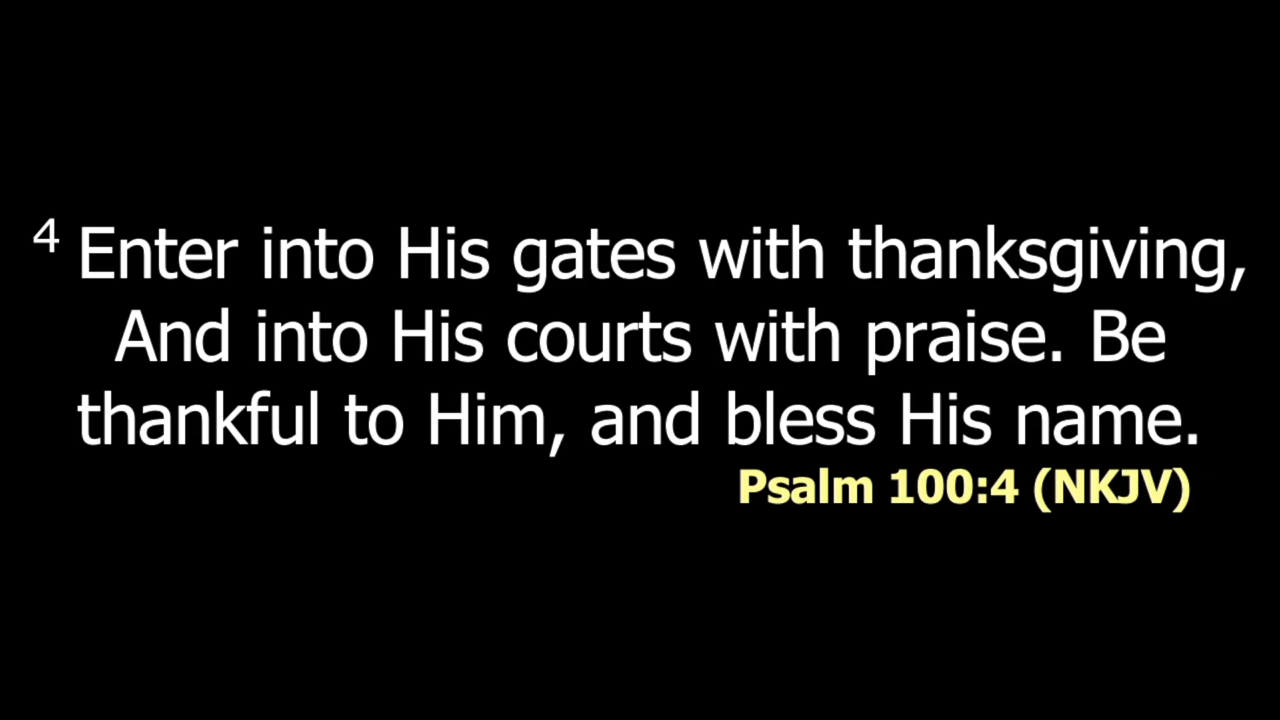 4 Enter into His gates with thanksgiving,
And into His courts with praise. Be
thankful to Him, and bless His name.
Psalm 100:4 (NKJV)